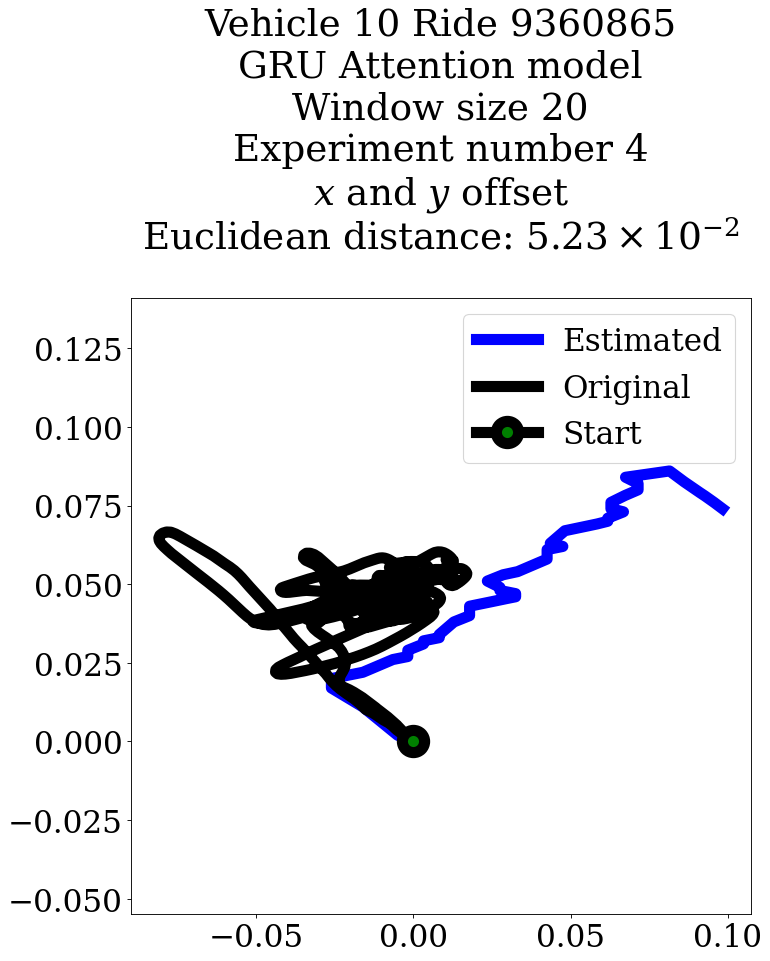 Vehicle 10 Ride 9360865
GRU Attention model
Window size 20
Experiment number 4
x and y offset
Euclidean distance: 5.23 × 10⁻²
Estimated
Original
Start
0.125
0.100
0.075
0.050
0.025
0.000
−0.025
−0.050
−0.05 0.00 0.05 0.10